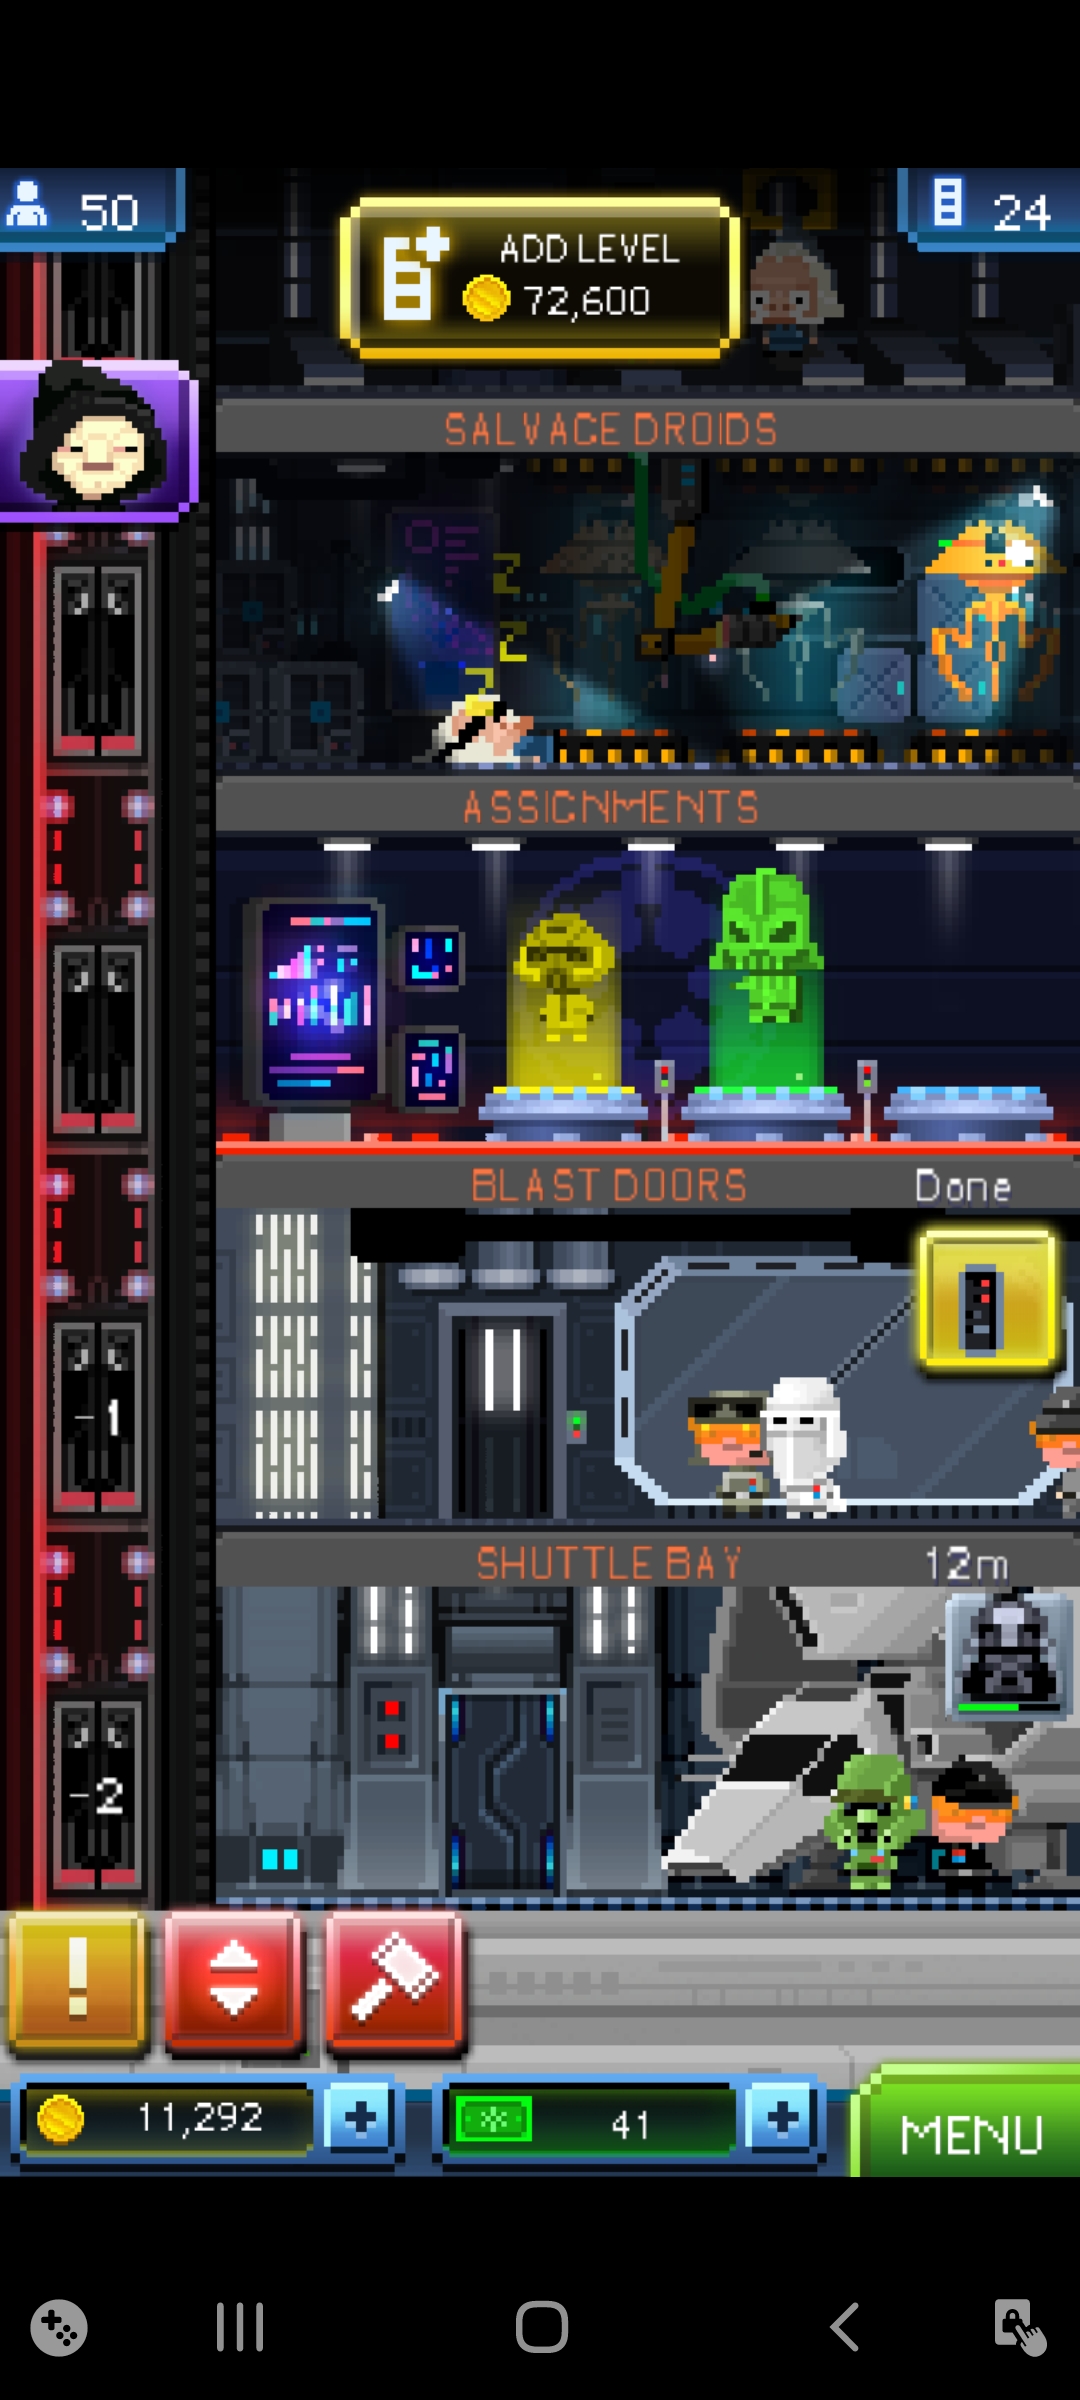 50
ADD LEVEL
72,600
24
SALVAGE DROIDS
ASSIGNMENTS
BLAST DOORS
Done
-1
SHUTTLE BAY
12m
-2
!
11,292
41
MENU